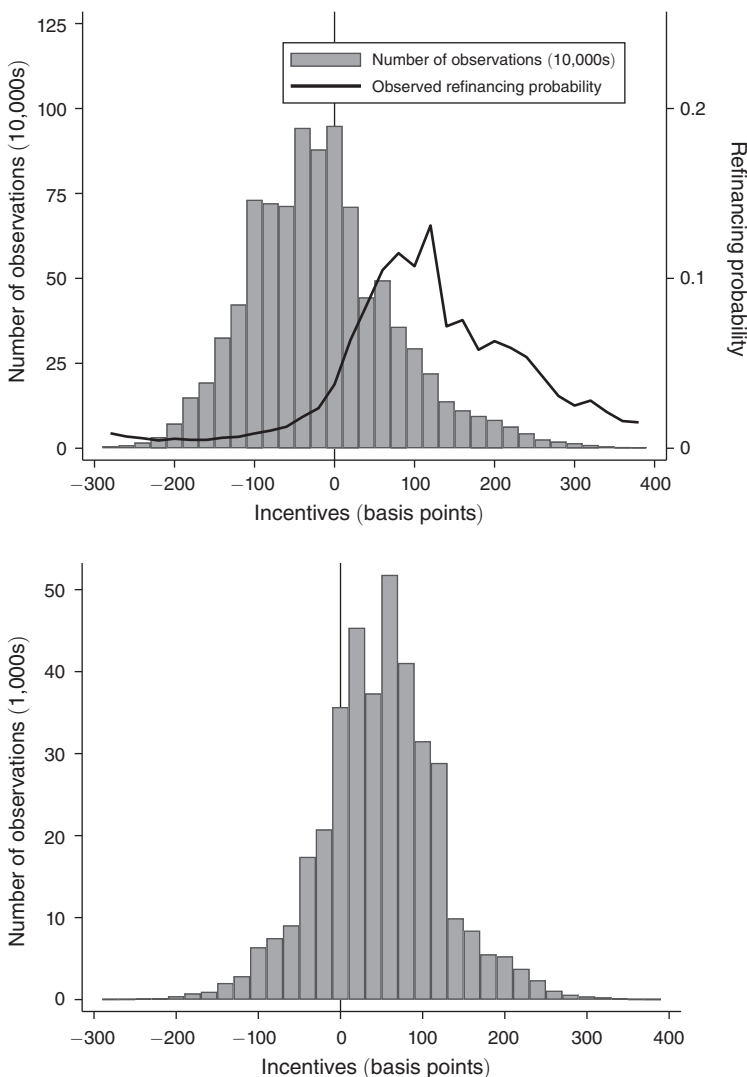 125
100
75
50
25
0
Number of observations (10,000s)
Number of observations (10,000s)
Observed refinancing probability
0.2
0.1
0
Refinancing probability
−300 −200 −100 0 100 200 300 400
Incentives (basis points)
50
40
30
20
10
0
Number of observations (1,000s)
−300 −200 −100 0 100 200 300 400
Incentives (basis points)